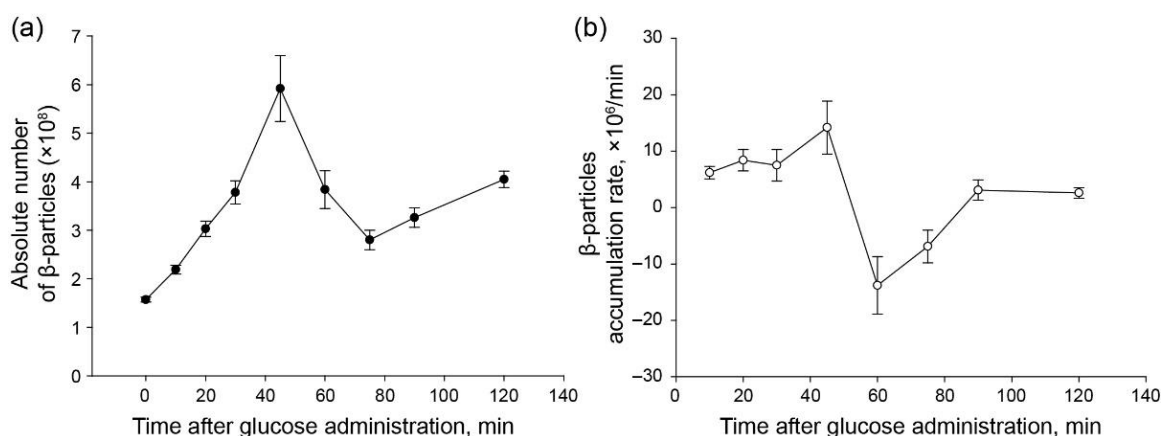 (a)
Absolute number
of β-particles (×10⁸)
7
6
5
4
3
2
1
0
0 20 40 60 80 100 120 140
Time after glucose administration, min
(b)
β-particles
accumulation rate, ×10⁶/min
30
20
10
0
−10
−20
−30
0 20 40 60 80 100 120 140
Time after glucose administration, min